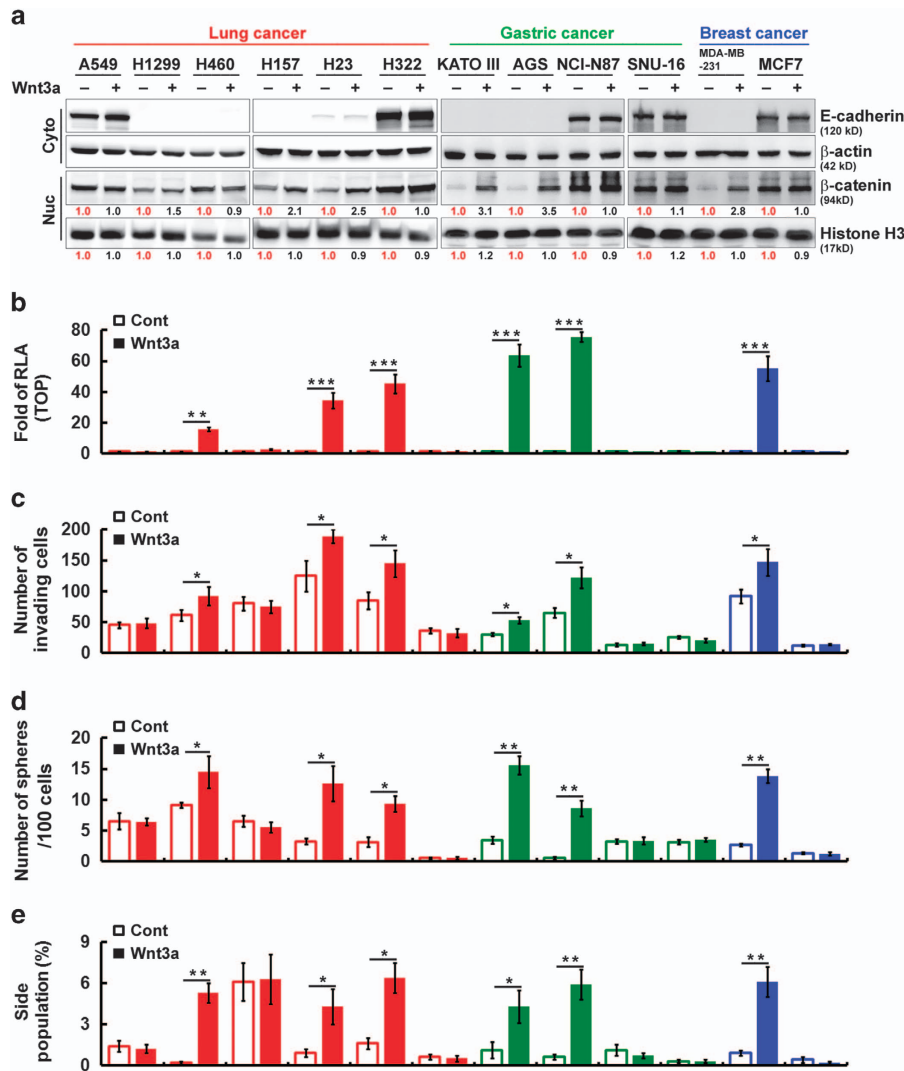 a
Lung cancer Gastric cancer Breast cancer
A549 H1299 H460 H157 H23 H322 KATO III AGS NCI-N87 SNU-16 MDA-MB-231 MCF7
Wnt3a − + − + − + − + − + − + − + − + − + − + − + − +
Cyto
E-cadherin
(120 kD)
β-actin
(42 kD)
Nuc
β-catenin
(94kD)
1.0 1.0 1.0 1.5 1.0 0.9 1.0 2.1 1.0 2.5 1.0 1.0 1.0 3.1 1.0 3.5 1.0 1.0 1.0 1.1 1.0 2.8 1.0 1.0
Histone H3
(17kD)
1.0 1.0 1.0 1.0 1.0 1.0 1.0 1.0 1.0 0.9 1.0 0.9 1.0 1.2 1.0 1.0 1.0 0.9 1.0 1.2 1.0 1.0 1.0 0.9
b
Fold of RLA
(TOP)
80
60
40
20
0
Cont
Wnt3a
** *** *** *** *** ***
c
Number of
invading cells
200
150
100
50
0
Cont
Wnt3a
* * * * * *
d
Number of spheres
/100 cells
20
15
10
5
0
Cont
Wnt3a
* * * ** ** **
e
Side
population (%)
9
6
3
0
Cont
Wnt3a
** * * * ** **